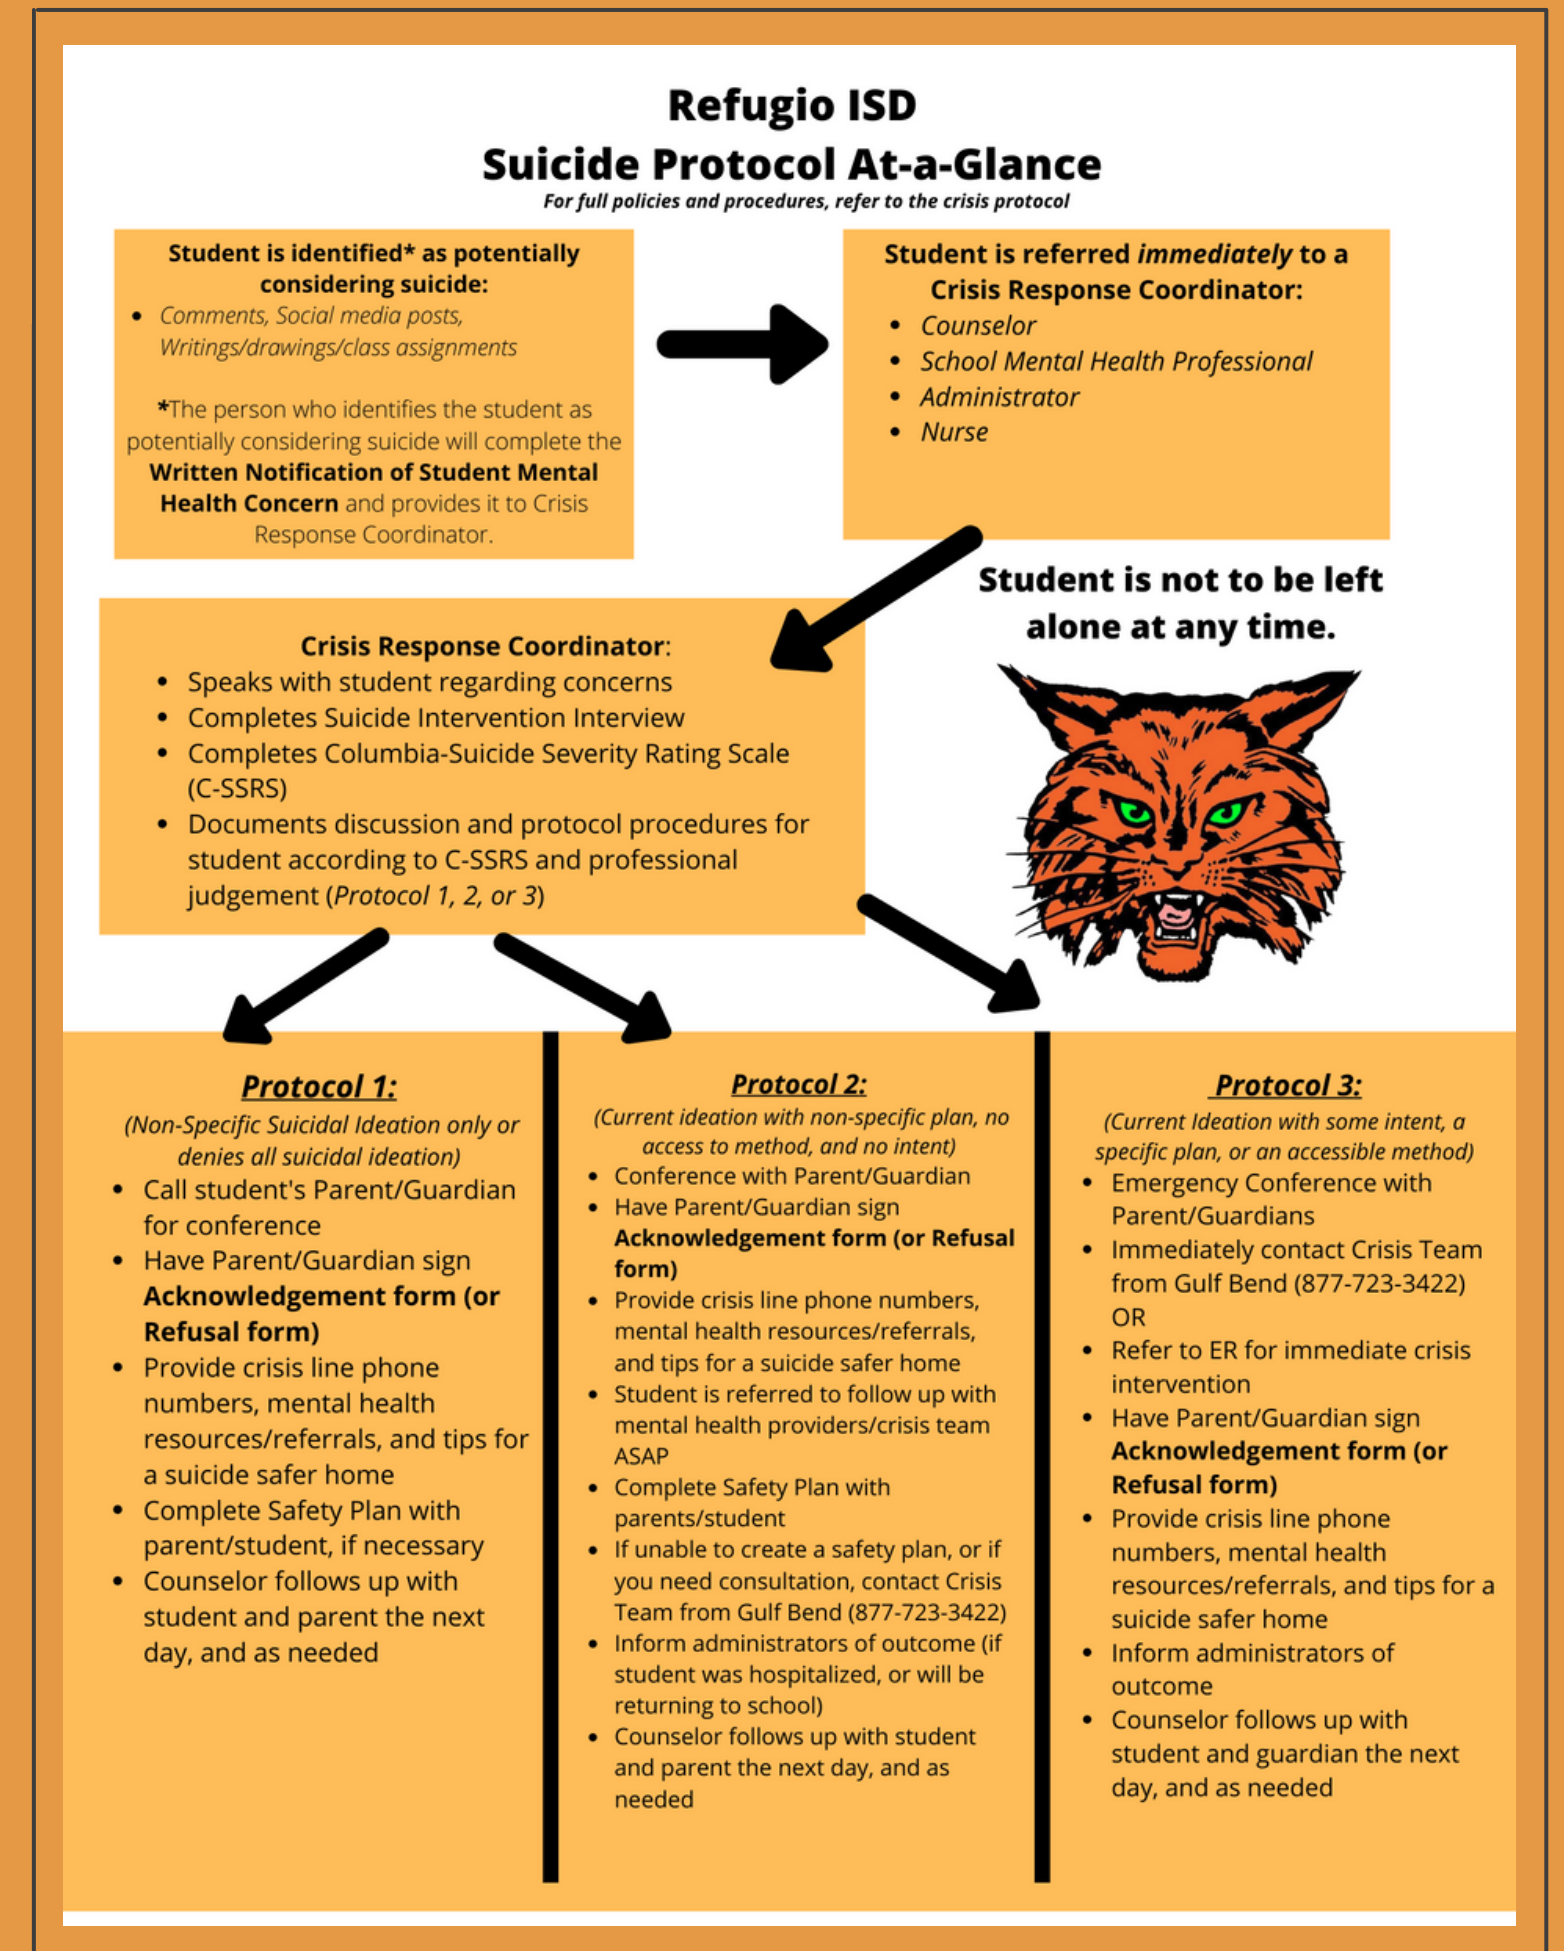 Refugio ISD
Suicide Protocol At-a-Glance
For full policies and procedures, refer to the crisis protocol
Student is identified* as potentially
considering suicide:
• Comments, Social media posts,
Writings/drawings/class assignments
*The person who identifies the student as
potentially considering suicide will complete the
Written Notification of Student Mental
Health Concern and provides it to Crisis
Response Coordinator.
Student is referred immediately to a
Crisis Response Coordinator:
• Counselor
• School Mental Health Professional
• Administrator
• Nurse
Student is not to be left
alone at any time.
Crisis Response Coordinator:
• Speaks with student regarding concerns
• Completes Suicide Intervention Interview
• Completes Columbia-Suicide Severity Rating Scale
(C-SSRS)
• Documents discussion and protocol procedures for
student according to C-SSRS and professional
judgement (Protocol 1, 2, or 3)
Protocol 1:
(Non-Specific Suicidal Ideation only or
denies all suicidal ideation)
• Call student's Parent/Guardian
for conference
• Have Parent/Guardian sign
Acknowledgement form (or
Refusal form)
• Provide crisis line phone
numbers, mental health
resources/referrals, and tips for
a suicide safer home
• Complete Safety Plan with
parent/student, if necessary
• Counselor follows up with
student and parent the next
day, and as needed
Protocol 2:
(Current ideation with non-specific plan, no
access to method, and no intent)
• Conference with Parent/Guardian
• Have Parent/Guardian sign
Acknowledgement form (or Refusal
form)
• Provide crisis line phone numbers,
mental health resources/referrals,
and tips for a suicide safer home
• Student is referred to follow up with
mental health providers/crisis team
ASAP
• Complete Safety Plan with
parents/student
• If unable to create a safety plan, or if
you need consultation, contact Crisis
Team from Gulf Bend (877-723-3422)
• Inform administrators of outcome (if
student was hospitalized, or will be
returning to school)
• Counselor follows up with student
and parent the next day, and as
needed
Protocol 3:
(Current Ideation with some intent, a
specific plan, or an accessible method)
• Emergency Conference with
Parent/Guardians
• Immediately contact Crisis Team
from Gulf Bend (877-723-3422)
OR
• Refer to ER for immediate crisis
intervention
• Have Parent/Guardian sign
Acknowledgement form (or
Refusal form)
• Provide crisis line phone
numbers, mental health
resources/referrals, and tips for a
suicide safer home
• Inform administrators of
outcome
• Counselor follows up with
student and guardian the next
day, and as needed